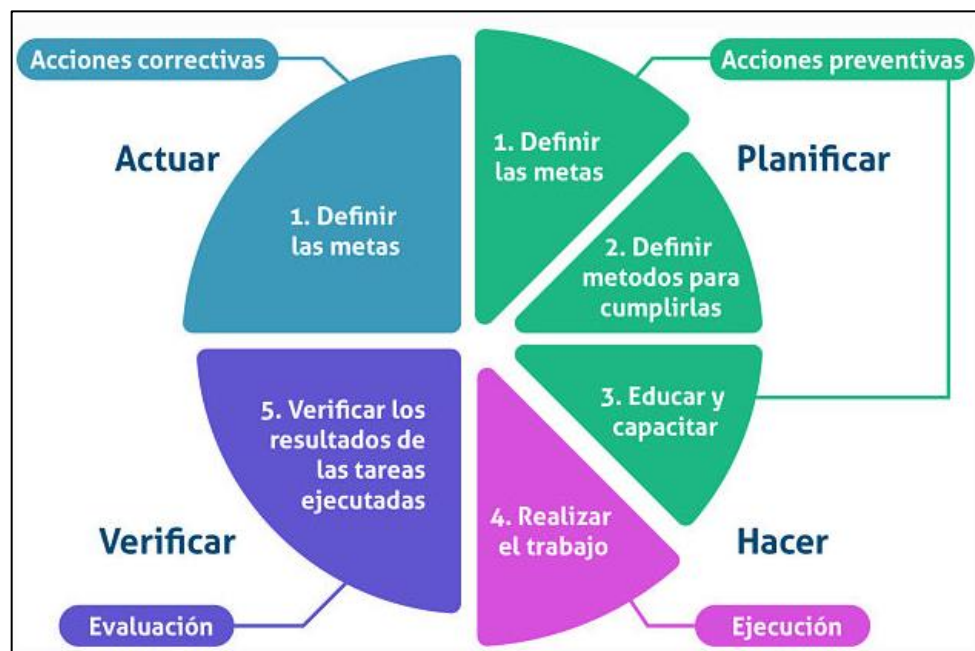 Acciones correctivas
Acciones preventivas
Actuar
Planificar
1. Definir
las metas
1. Definir
las metas
2. Definir
metodos para
cumplirlas
3. Educar y
capacitar
5. Verificar los
resultados de
las tareas
ejecutadas
4. Realizar
el trabajo
Verificar
Hacer
Evaluación
Ejecución